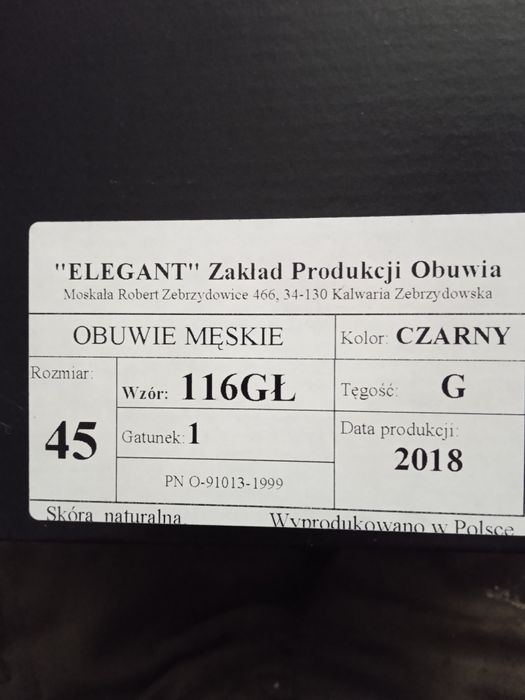 "ELEGANT" Zakład Produkcji Obuwia
Moskala Robert Zebrzydowice 466, 34-130 Kalwaria Zebrzydowska
OBUWIE MĘSKIE
Kolor: CZARNY
Rozmiar:
45
Wzór: 116GŁ
Tęgość: G
Gatunek: 1
Data produkcji:
2018
PN O-91013-1999
Skóra naturalna
Wyprodukowano w Polsce